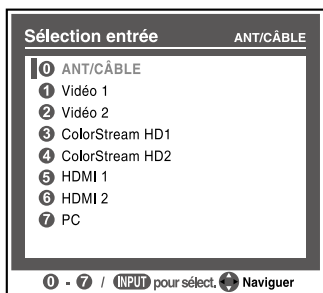 Sélection entrée ANT/CÂBLE
0 ANT/CÂBLE
1 Vidéo 1
2 Vidéo 2
3 ColorStream HD1
4 ColorStream HD2
5 HDMI 1
6 HDMI 2
7 PC
0 - 7 / INPUT pour sélect. Naviguer